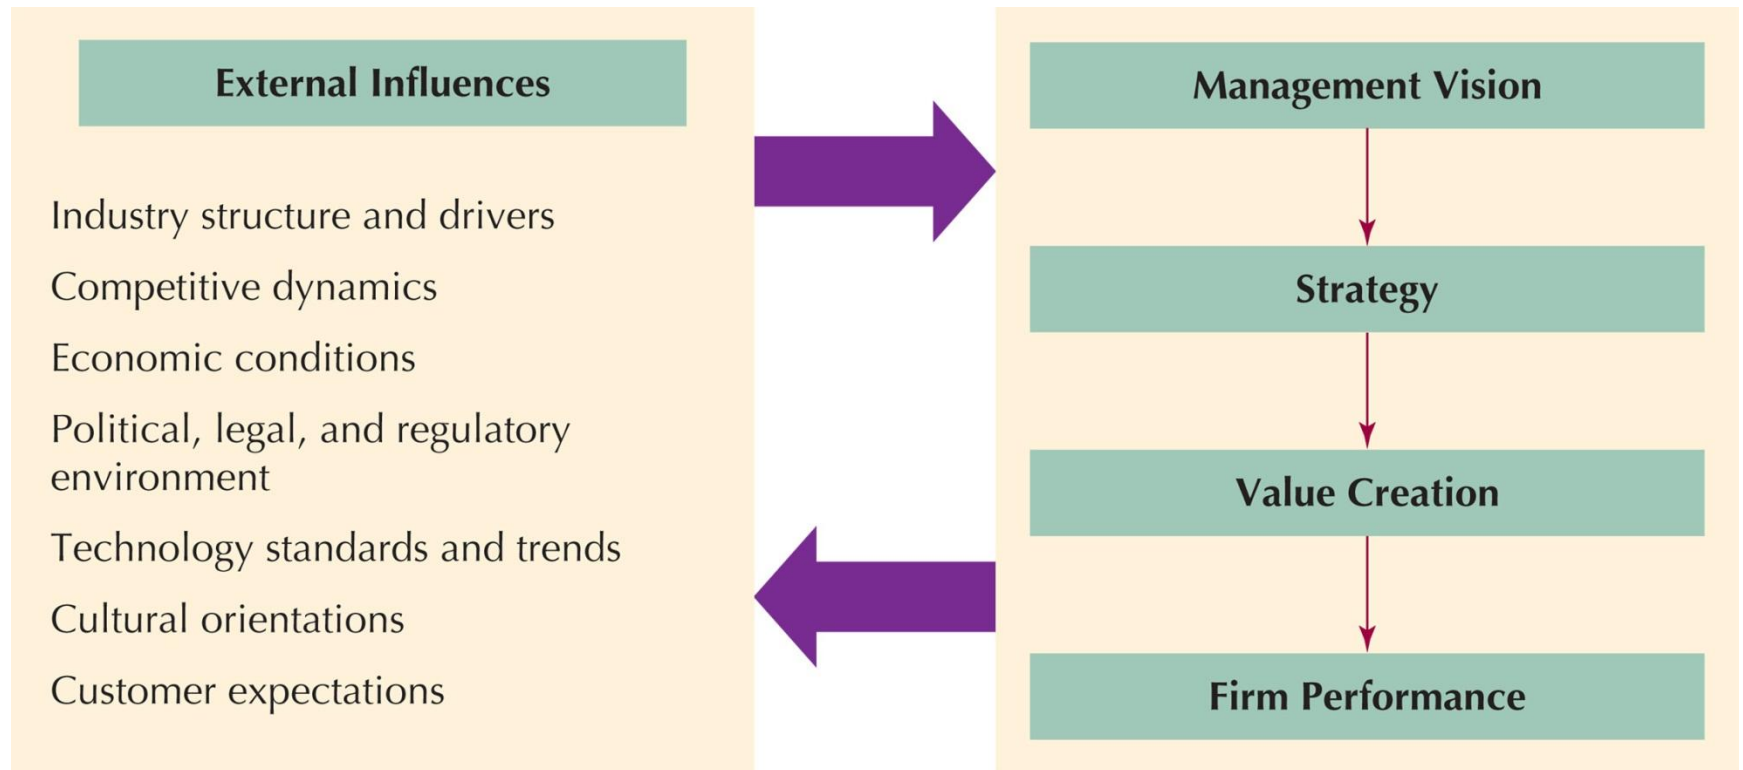 External Influences
Industry structure and drivers
Competitive dynamics
Economic conditions
Political, legal, and regulatory
environment
Technology standards and trends
Cultural orientations
Customer expectations
Management Vision
Strategy
Value Creation
Firm Performance